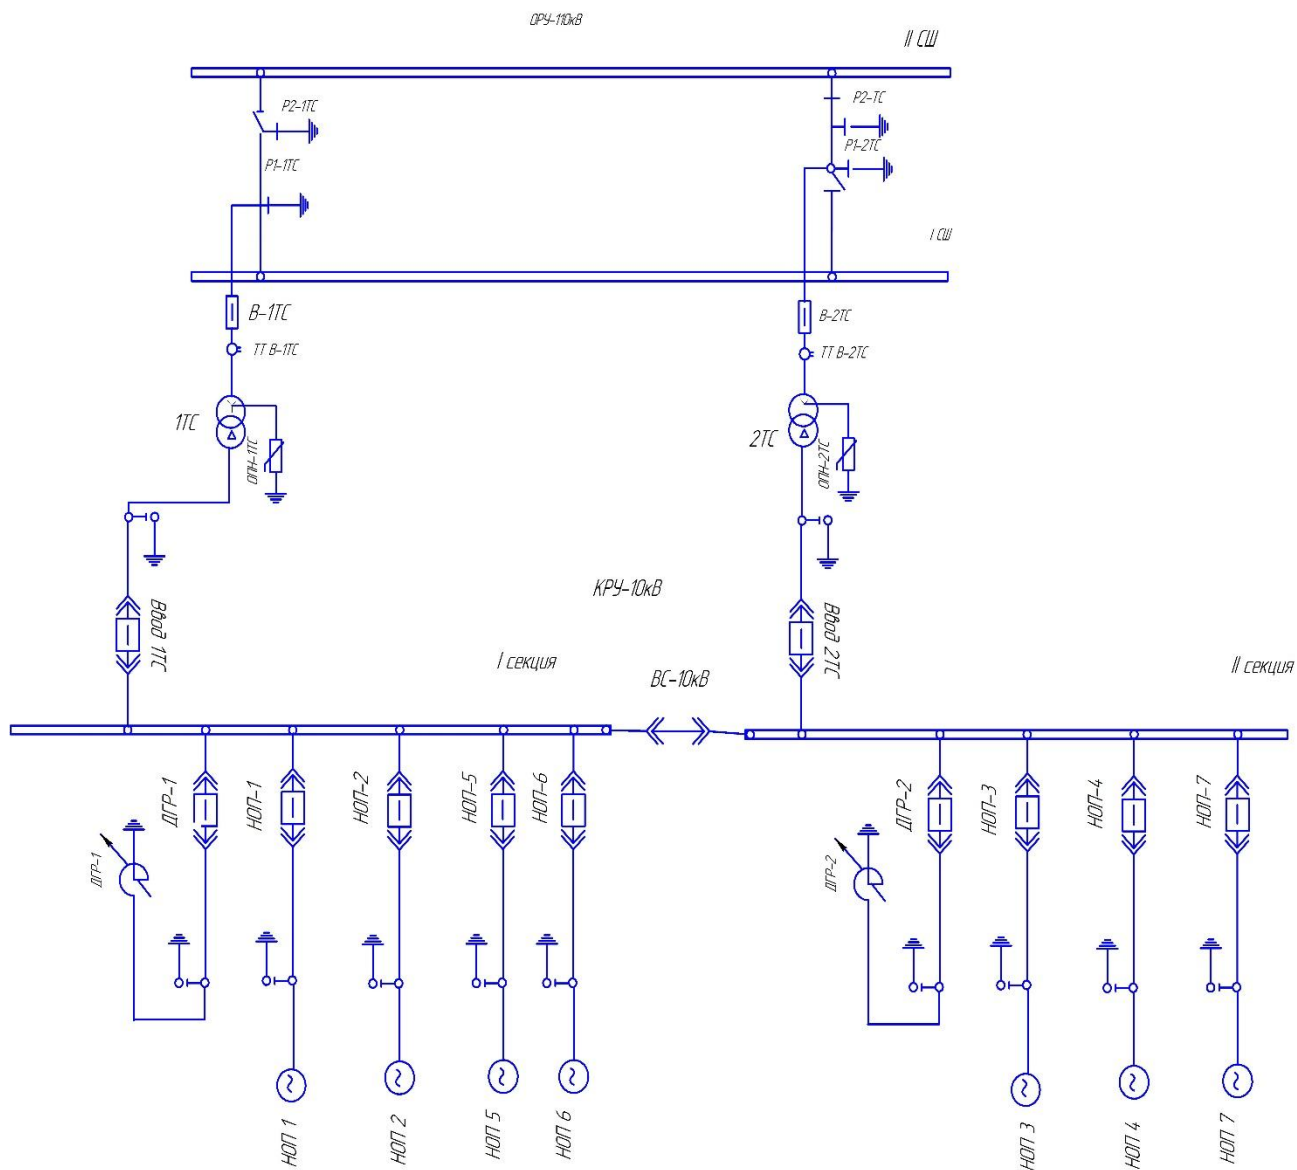 ОРУ-110кВ
II СШ
Р2-1ТС
Р2-ТС
Р1-1ТС
Р1-2ТС
I СШ
В-1ТС
В-2ТС
ТТ В-1ТС
ТТ В-2ТС
1ТС
2ТС
ОПН-1ТС
ОПН-2ТС
КРУ-10кВ
Ввод 1ТС
Ввод 2ТС
I секция
ВС-10кВ
II секция
ДГР-1
НОП-1
НОП-2
НОП-5
НОП-6
ДГР-2
НОП-3
НОП-4
НОП-7
ДГР-1
ДГР-2
НОП 1
НОП 2
НОП 5
НОП 6
НОП 3
НОП 4
НОП 7